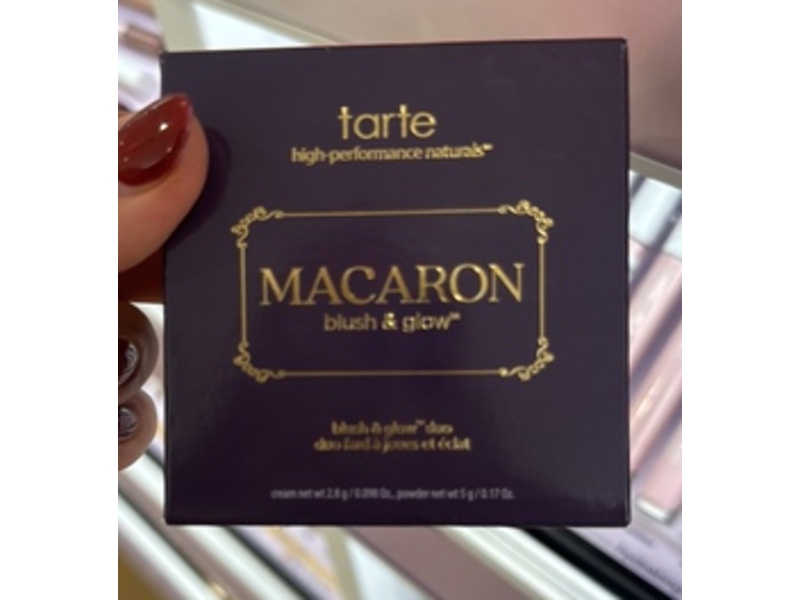 tarte
high-performance naturals™
MACARON
blush & glow™
blush & glow™ duo
duo fard à joues et éclat
cream net wt 2.8 g / 0.098 Oz., powder net wt 5 g / 0.17 Oz.